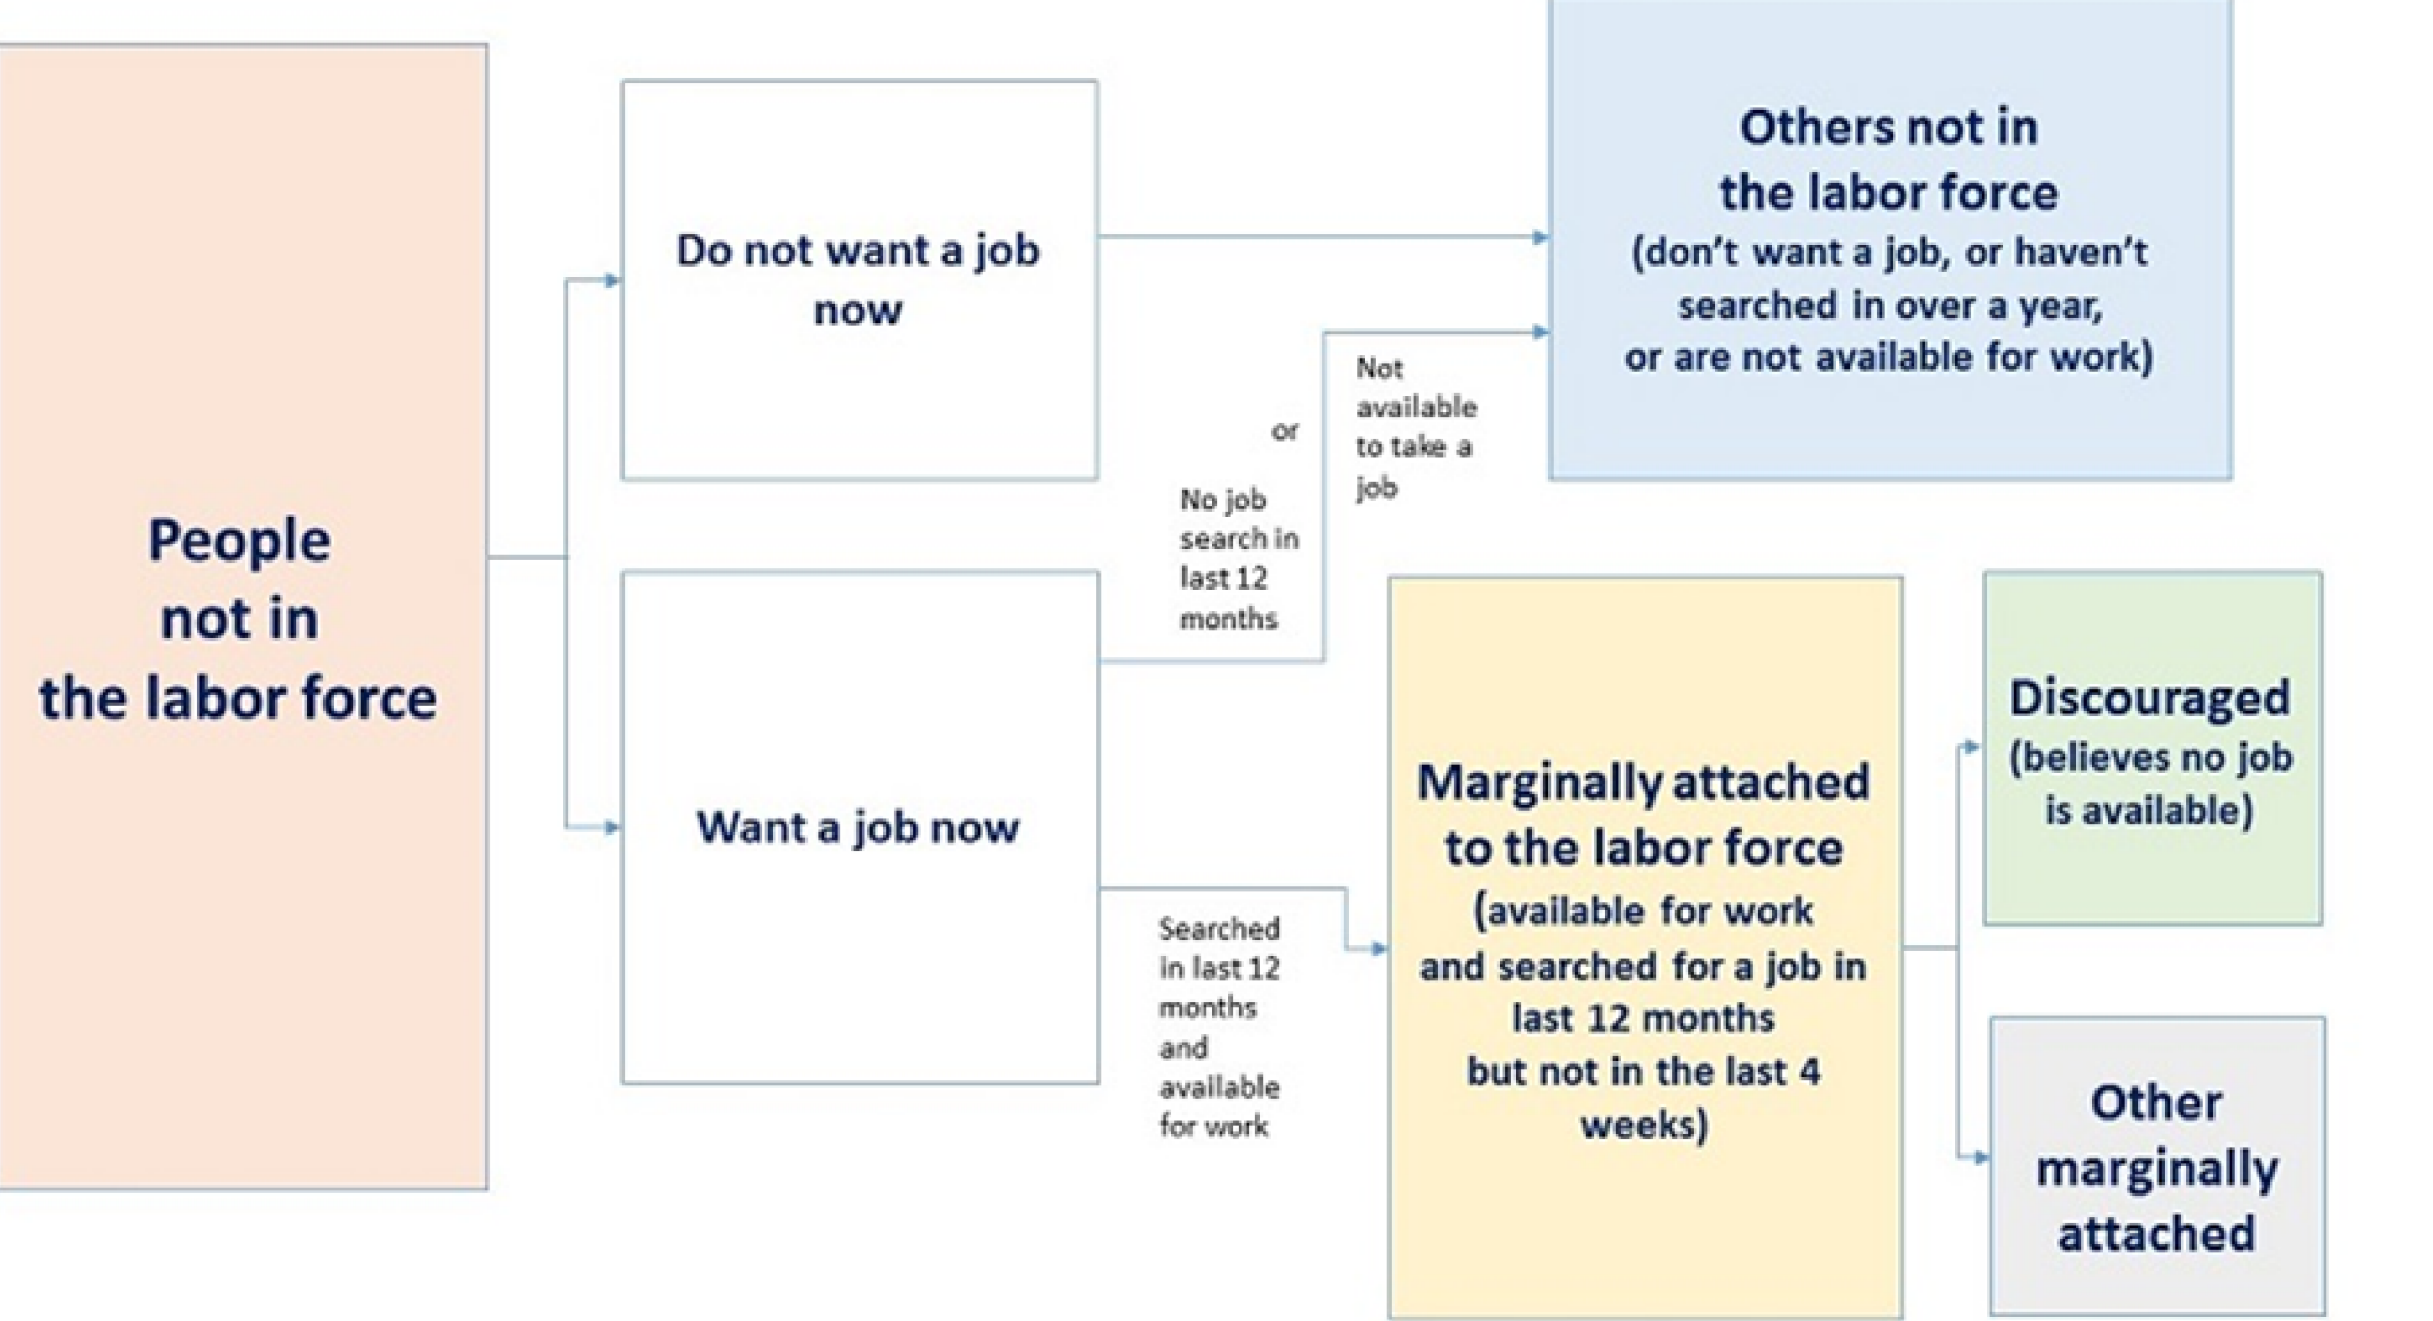 People
not in
the labor force
Do not want a job
now
Want a job now
or
No job
search in
last 12
months
Not
available
to take a
job
Searched
in last 12
months
and
available
for work
Others not in
the labor force
(don’t want a job, or haven’t
searched in over a year,
or are not available for work)
Marginally attached
to the labor force
(available for work
and searched for a job in
last 12 months
but not in the last 4
weeks)
Discouraged
(believes no job
is available)
Other
marginally
attached